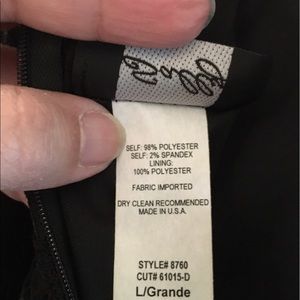 SELF: 98% POLYESTER
SELF: 2% SPANDEX
LINING:
100% POLYESTER
FABRIC IMPORTED
DRY CLEAN RECOMMENDED
MADE IN U.S.A.
STYLE# 8760
CUT# 61015-D
L/Grande